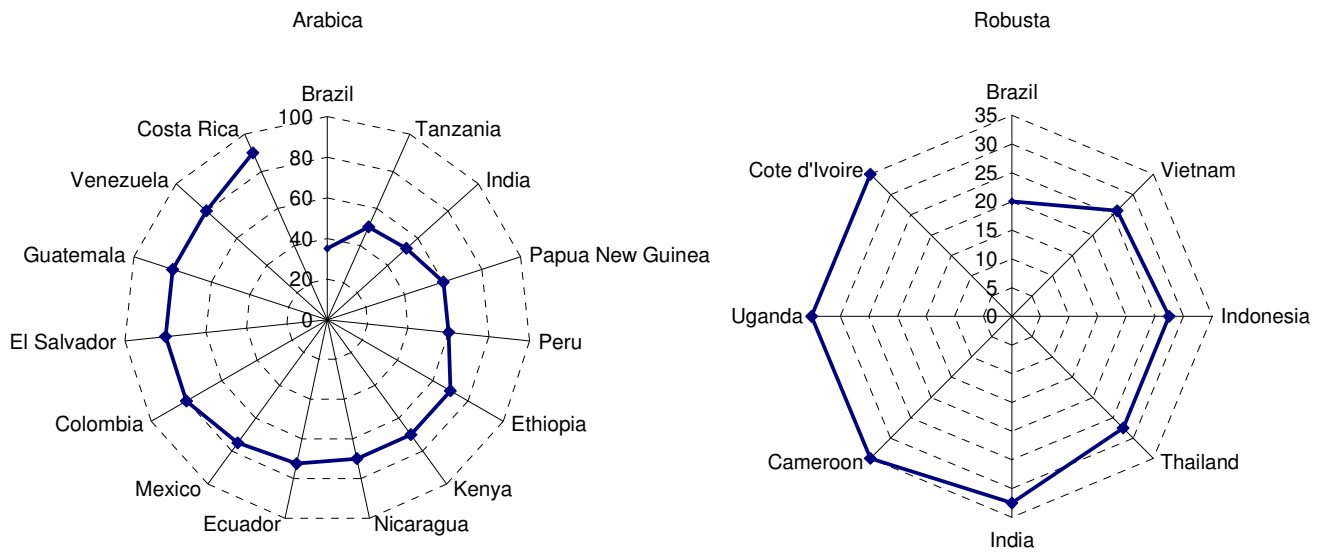 Arabica
Brazil
100
80
60
40
20
0
Tanzania
India
Papua New Guinea
Peru
Ethiopia
Kenya
Nicaragua
Ecuador
Mexico
Colombia
El Salvador
Guatemala
Venezuela
Costa Rica
Robusta
Brazil
35
30
25
20
15
10
5
0
Vietnam
Indonesia
Thailand
India
Cameroon
Uganda
Cote d'Ivoire